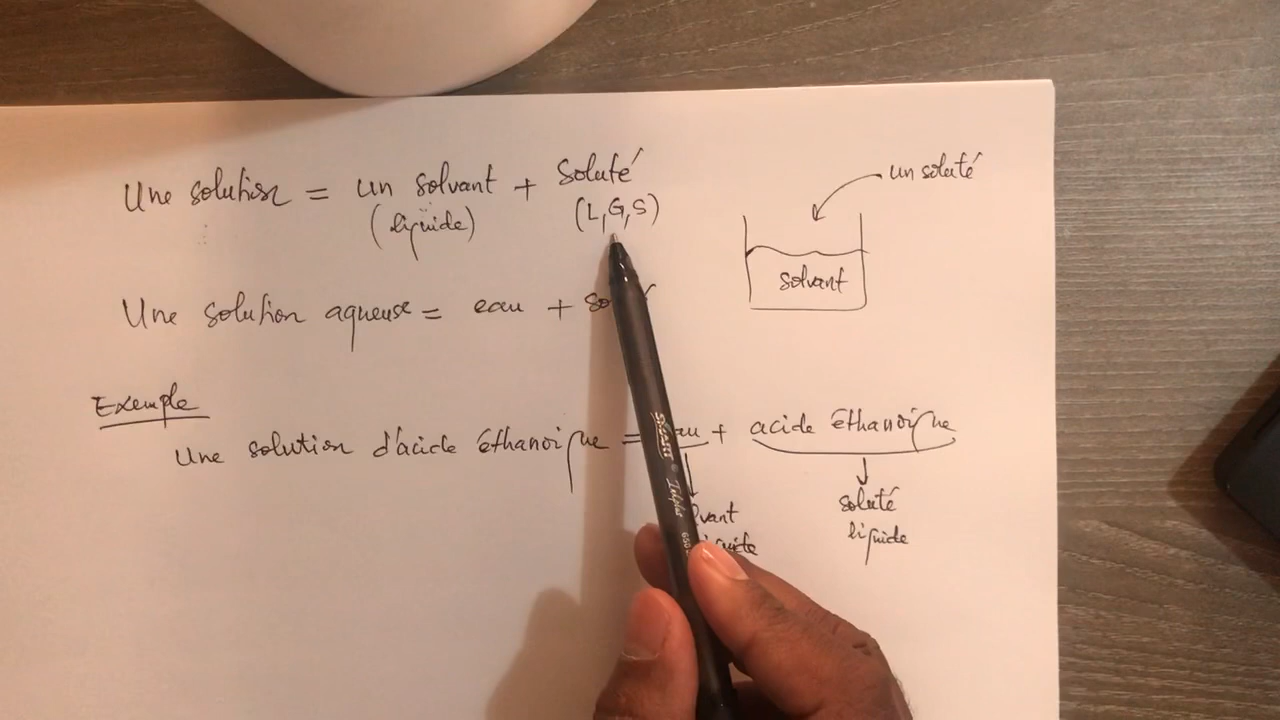 Une solution = un solvant + Soluté
(liquide) (L,G,S)
un soluté
solvant
Une solution aqueuse = eau +
Exemple
Une solution d'acide éthanoïque = + acide éthanoïque
soluté
liquide